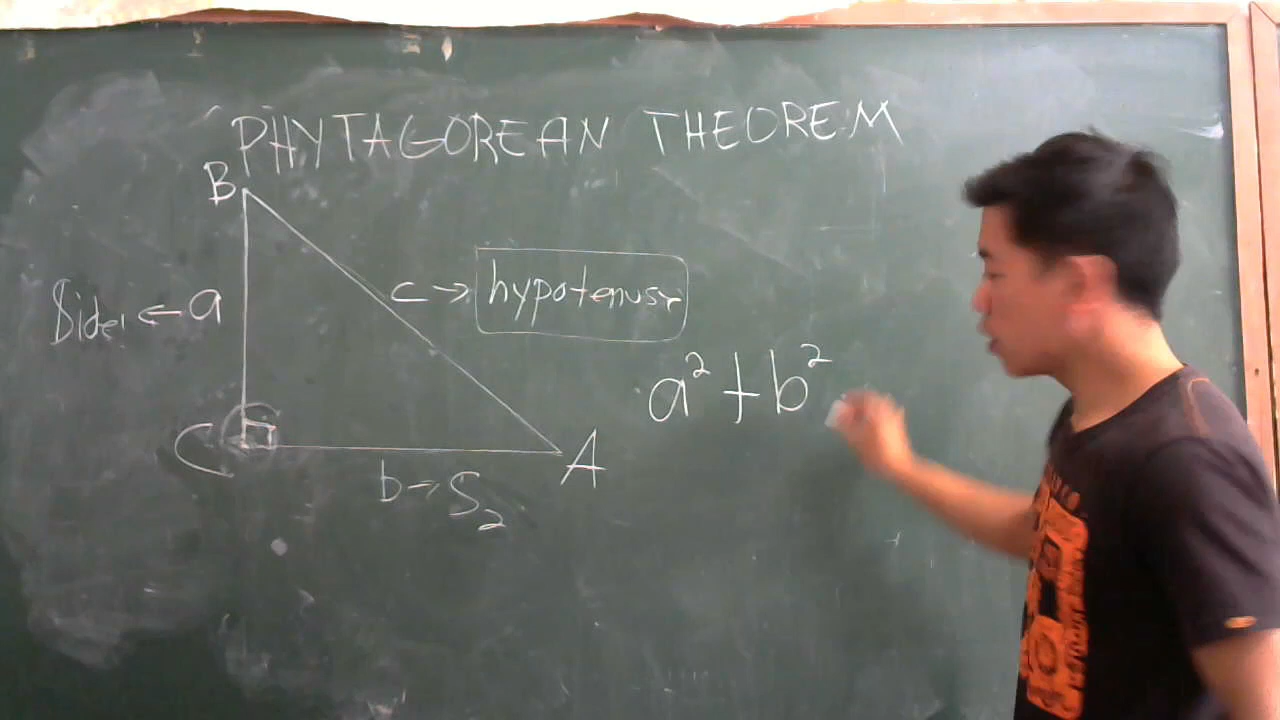 PHYTAGOREAN THEOREM
B
c → hypotenuse
Side1 ← a
a² + b²
C
A
b → S₂